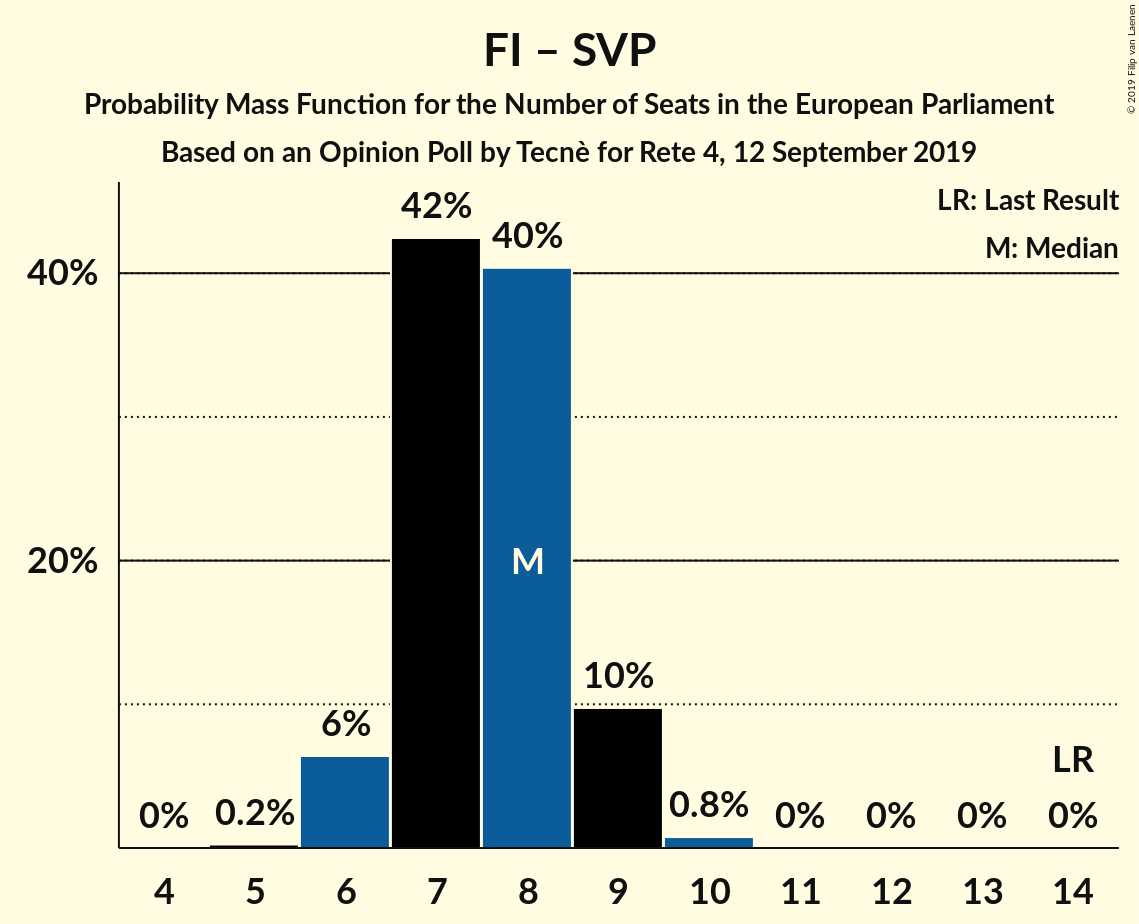 FI – SVP
Probability Mass Function for the Number of Seats in the European Parliament
Based on an Opinion Poll by Tecnè for Rete 4, 12 September 2019
© 2019 Filip van Laenen
LR: Last Result
M: Median
42%
40%
40%
M
20%
10%
6%
LR
0%
0.2%
0.8%
0%
0%
0%
0%
4 5 6 7 8 9 10 11 12 13 14